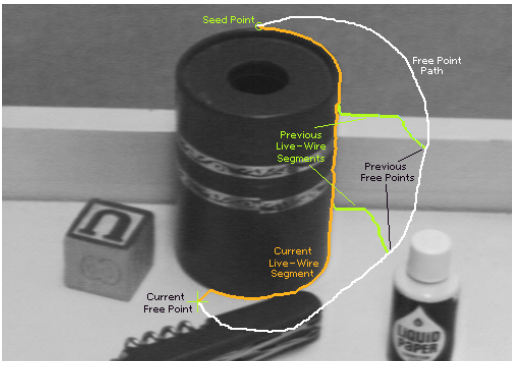 Seed Point
Free Point
Path
Previous
Live-Wire
Segments
Previous
Free Points
Current
Live-Wire
Segment
Current
Free Point
U
LIQUID
PAPER